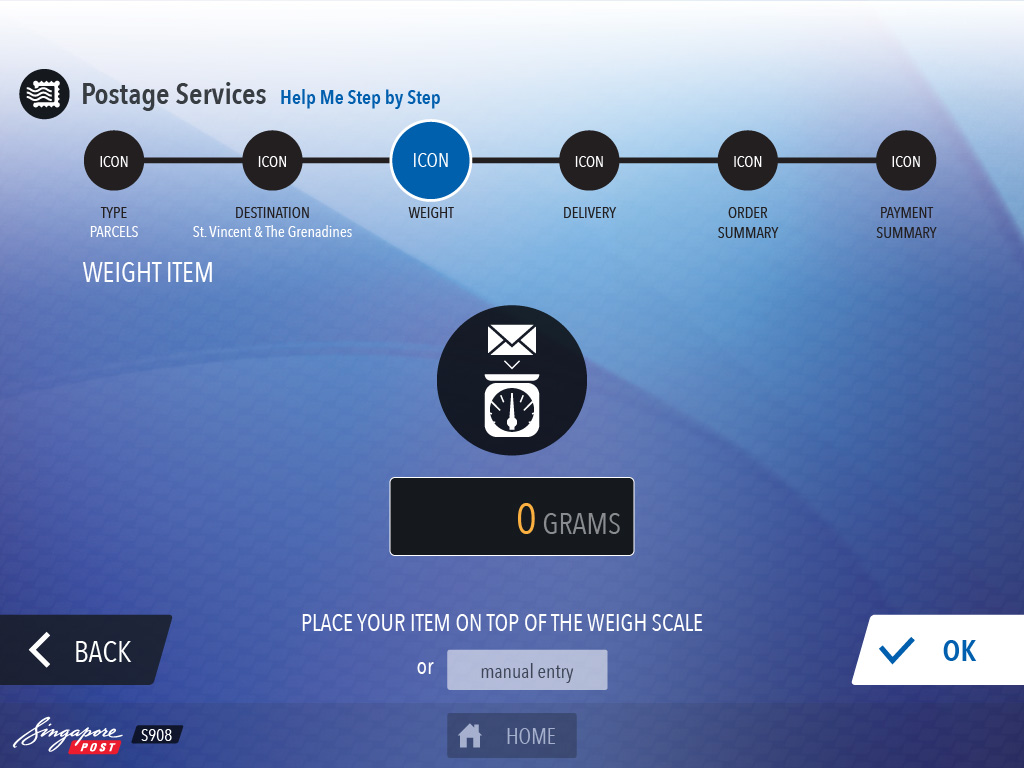 Postage Services Help Me Step by Step
ICON ICON ICON ICON ICON ICON
TYPE DESTINATION WEIGHT DELIVERY ORDER SUMMARY PAYMENT SUMMARY
PARCELS St. Vincent & The Grenadines
WEIGHT ITEM
0 GRAMS
PLACE YOUR ITEM ON TOP OF THE WEIGH SCALE
BACK
OK
or manual entry
Singapore POST S908
HOME